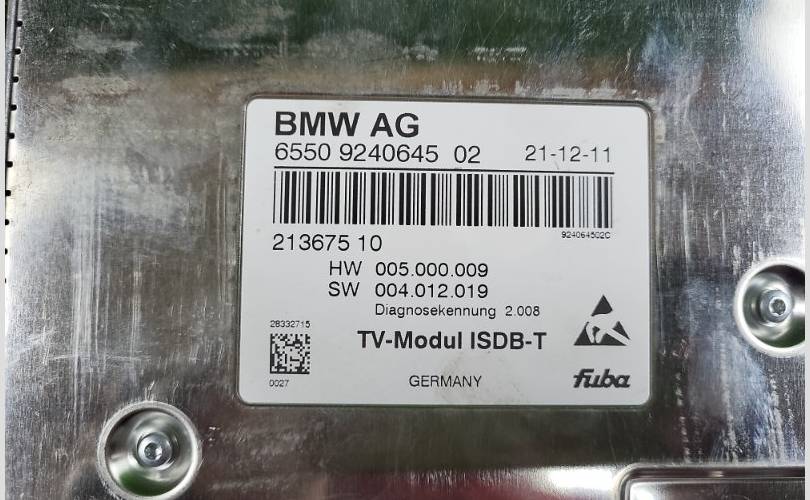 BMW AG
6550 9240645 02 21-12-11
924064502C
213675 10
HW 005.000.009
SW 004.012.019
Diagnosekennung 2.008
28332715
TV-Modul ISDB-T
0027
GERMANY
fuba